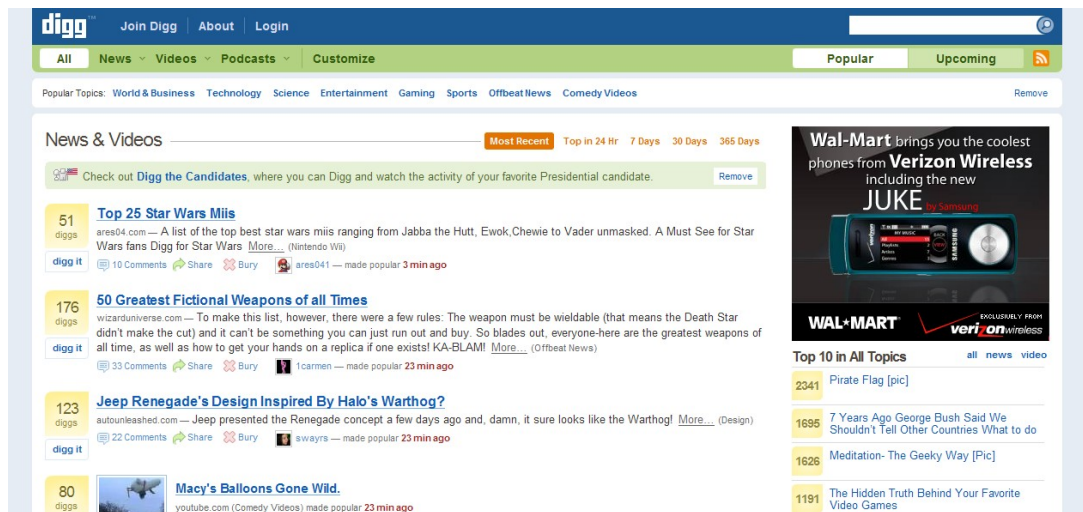 digg™ Join Digg About Login
All News Videos Podcasts Customize Popular Upcoming
Popular Topics: World & Business Technology Science Entertainment Gaming Sports Offbeat News Comedy Videos Remove
News & Videos Most Recent Top in 24 Hr 7 Days 30 Days 365 Days
Check out Digg the Candidates, where you can Digg and watch the activity of your favorite Presidential candidate. Remove
51 diggs
digg it
Top 25 Star Wars Miis
ares04.com — A list of the top best star wars miis ranging from Jabba the Hutt, Ewok,Chewie to Vader unmasked. A Must See for Star
Wars fans Digg for Star Wars More... (Nintendo Wii)
10 Comments Share Bury ares041 — made popular 3 min ago
176 diggs
digg it
50 Greatest Fictional Weapons of all Times
wizarduniverse.com — To make this list, however, there were a few rules: The weapon must be wieldable (that means the Death Star
didn't make the cut) and it can't be something you can just run out and buy. So blades out, everyone-here are the greatest weapons of
all time, as well as how to get your hands on a replica if one exists! KA-BLAM! More... (Offbeat News)
33 Comments Share Bury 1carmen — made popular 23 min ago
123 diggs
digg it
Jeep Renegade's Design Inspired By Halo's Warthog?
autounleashed.com — Jeep presented the Renegade concept a few days ago and, damn, it sure looks like the Warthog! More... (Design)
22 Comments Share Bury swayrs — made popular 23 min ago
80 diggs
Macy's Balloons Gone Wild.
youtube.com (Comedy Videos) made popular 23 min ago
Wal-Mart brings you the coolest
phones from Verizon Wireless
including the new
JUKE by Samsung
MY MUSIC
SAMSUNG
WAL★MART
EXCLUSIVELY FROM
verizonwireless
Top 10 in All Topics all news video
2341 Pirate Flag [pic]
1695 7 Years Ago George Bush Said We
Shouldn't Tell Other Countries What to do
1626 Meditation- The Geeky Way [Pic]
1191 The Hidden Truth Behind Your Favorite
Video Games